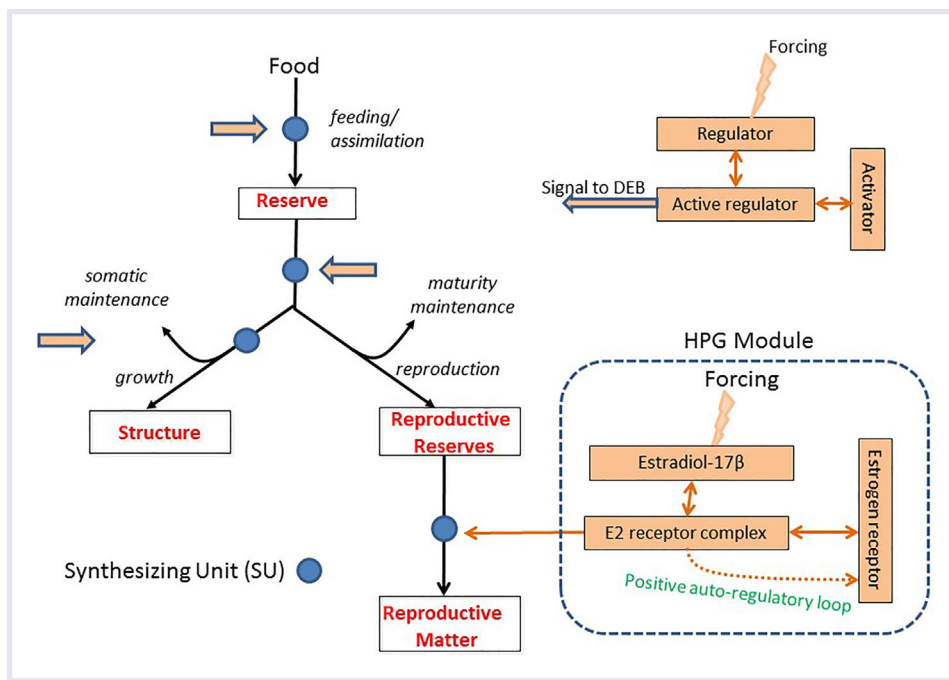 Food
feeding/
assimilation
Reserve
somatic
maintenance
maturity
maintenance
growth
reproduction
Structure
Reproductive
Reserves
Synthesizing Unit (SU)
Reproductive
Matter
Forcing
Regulator
Signal to DEB
Active regulator
Activator
HPG Module
Forcing
Estradiol-17β
E2 receptor complex
Estrogen receptor
Positive auto-regulatory loop